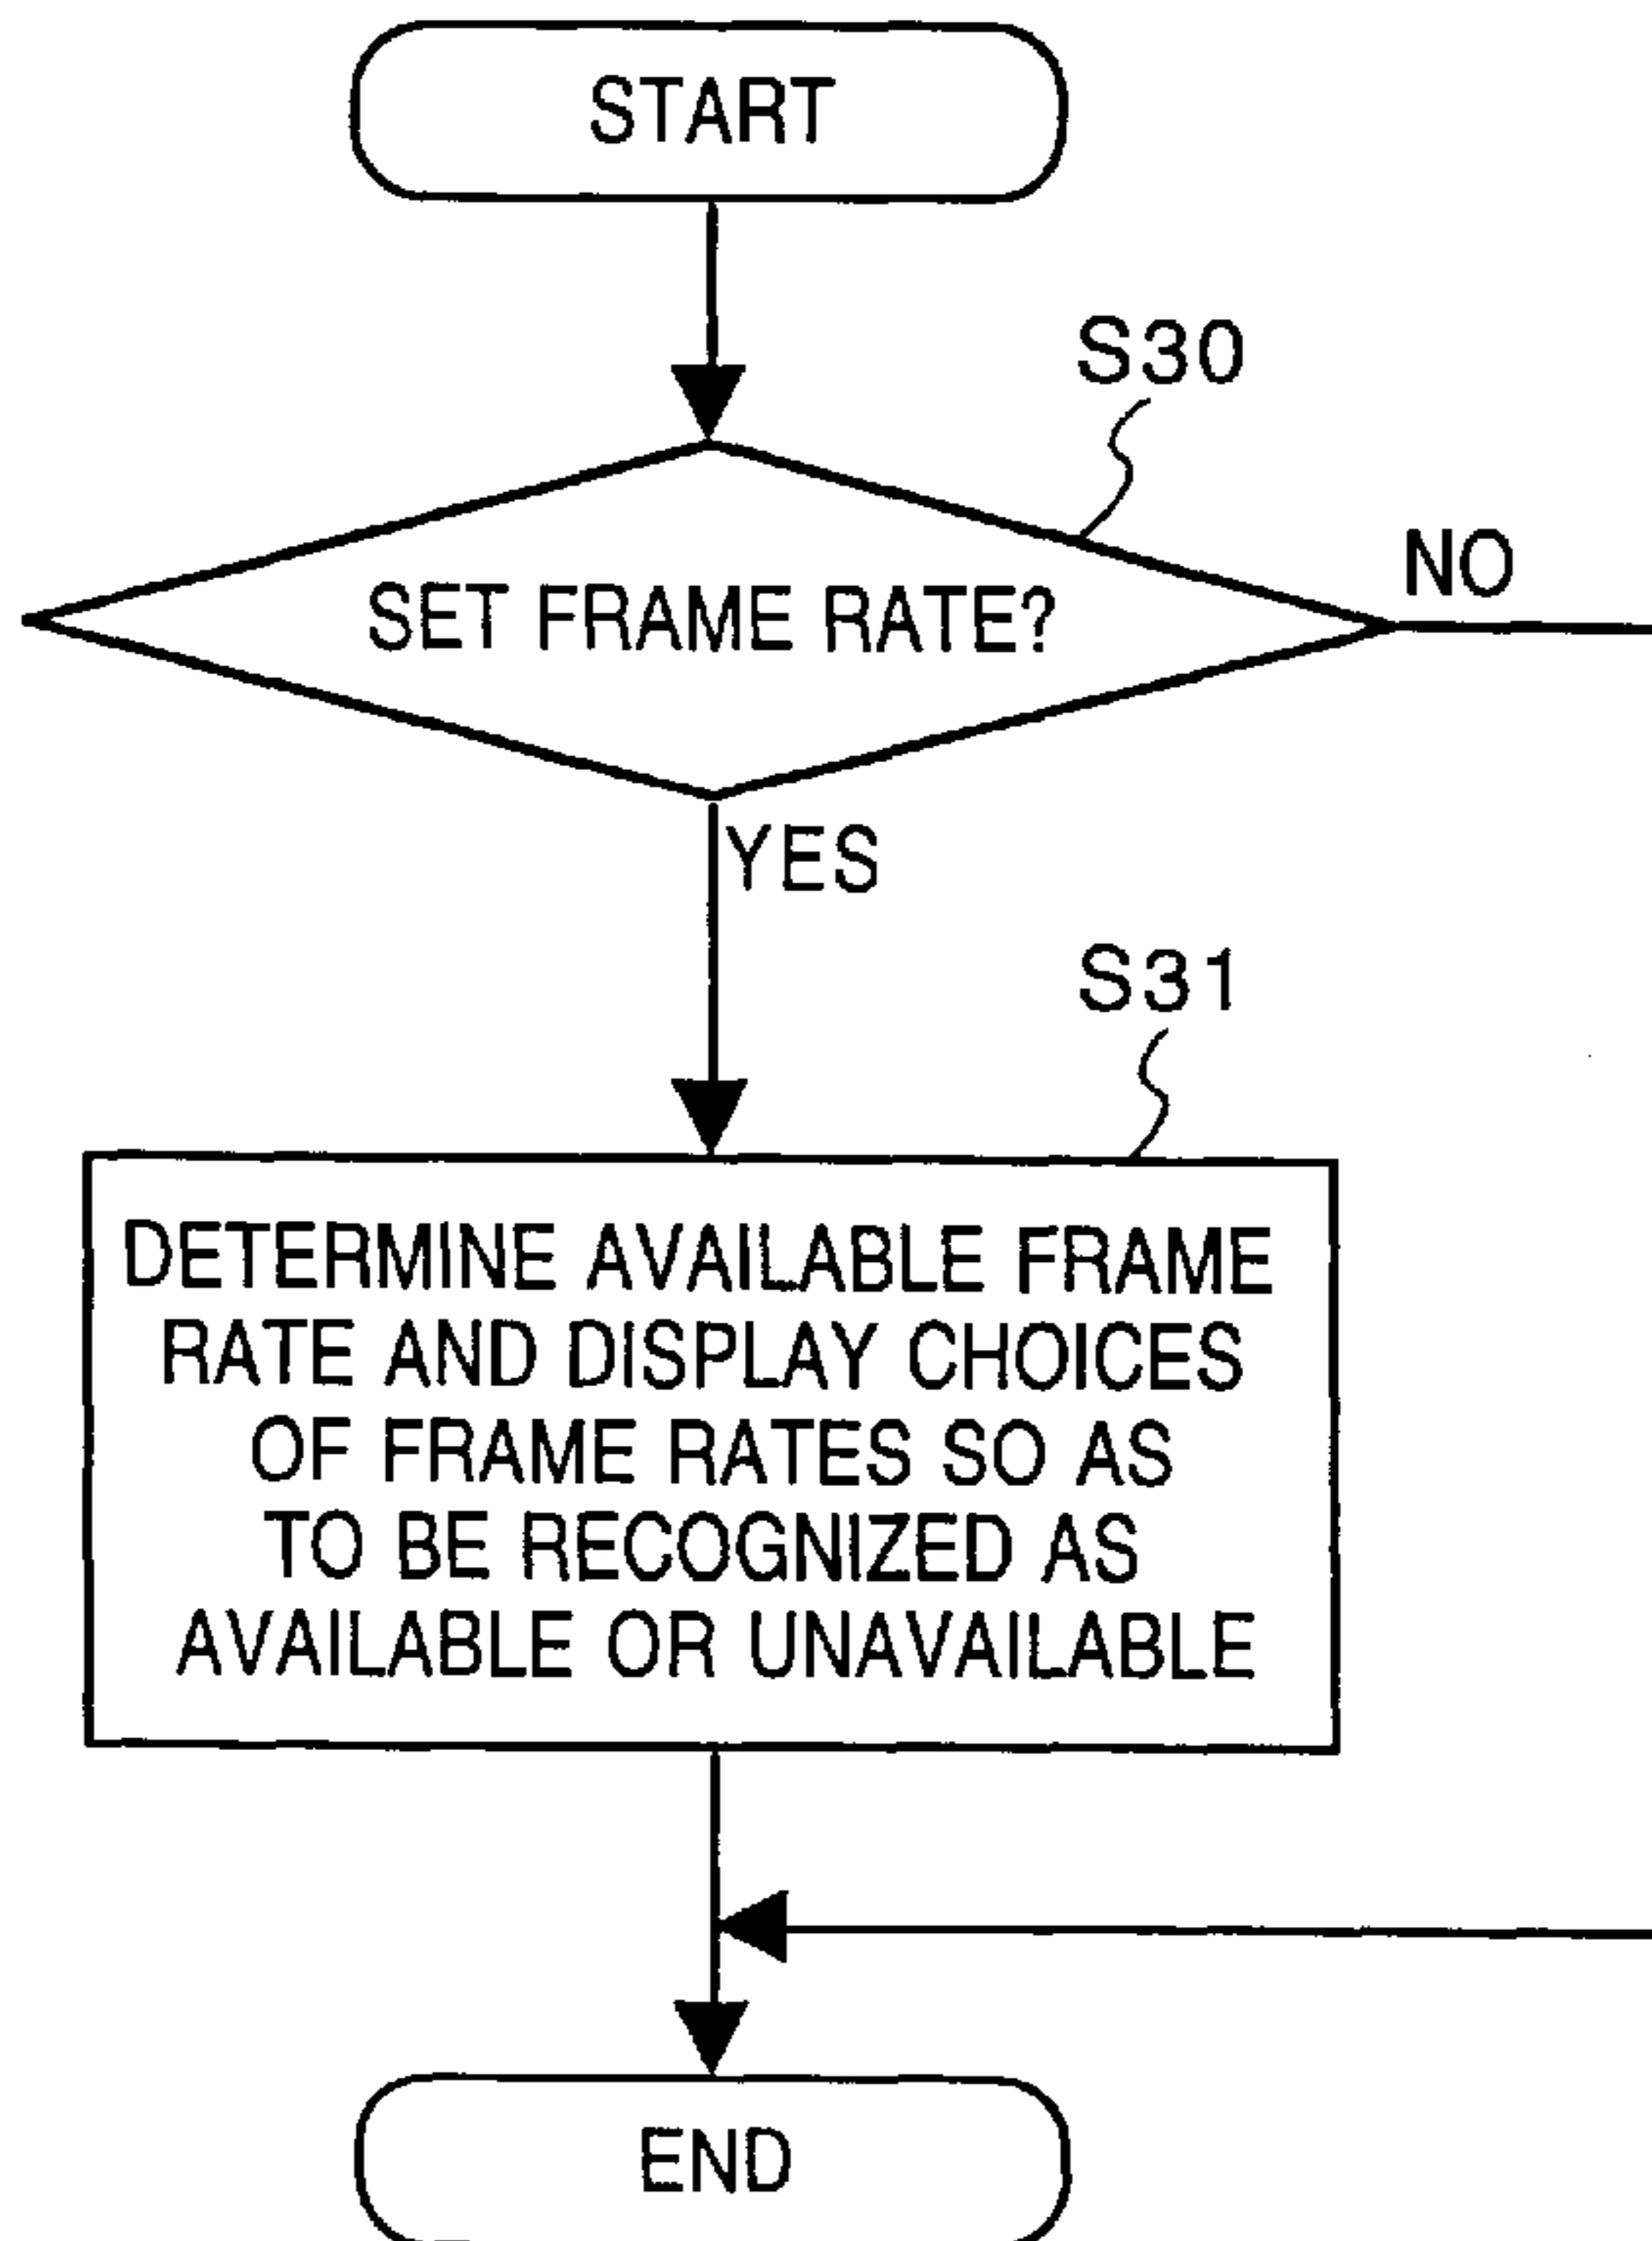 START
S30
SET FRAME RATE?
NO
YES
S31
DETERMINE AVAILABLE FRAME
RATE AND DISPLAY CHOICES
OF FRAME RATES SO AS
TO BE RECOGNIZED AS
AVAILABLE OR UNAVAILABLE
END